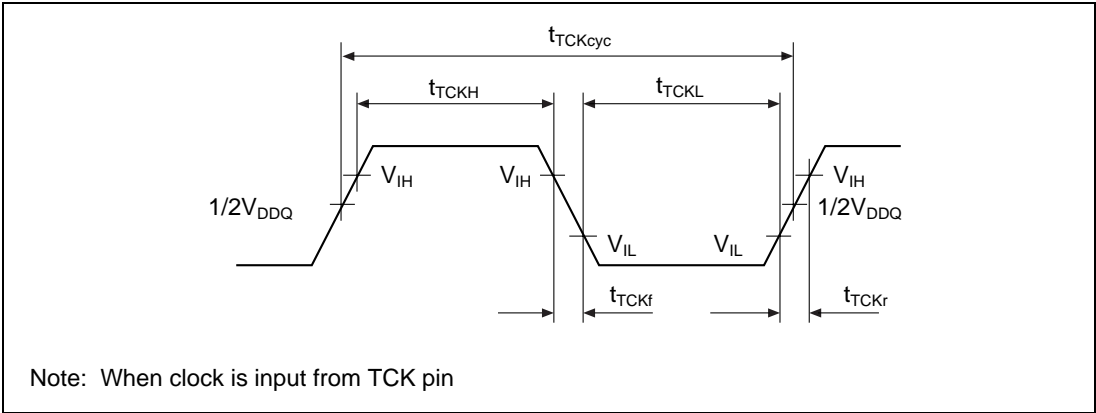 tTCKcyc
tTCKH tTCKL
VIH VIH VIH
1/2VDDQ 1/2VDDQ
VIL VIL
tTCKf tTCKr
Note: When clock is input from TCK pin